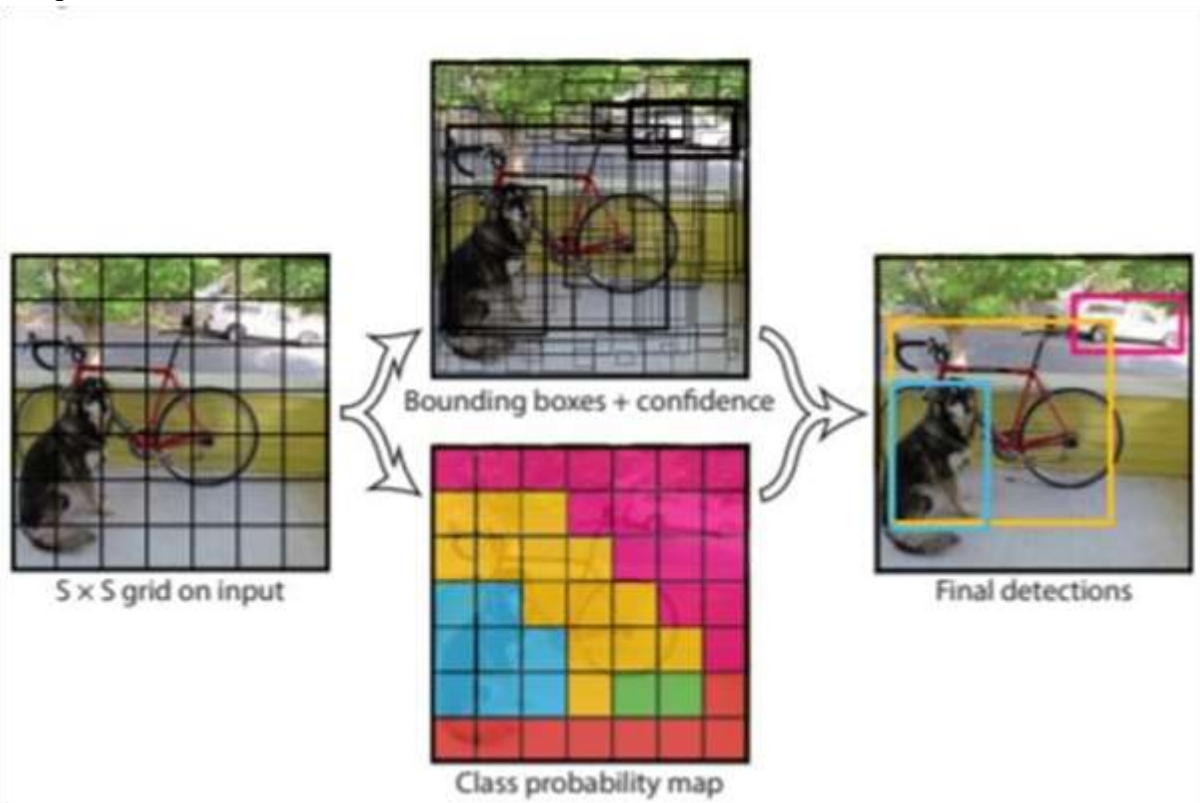 Bounding boxes + confidence
S × S grid on input
Final detections
Class probability map